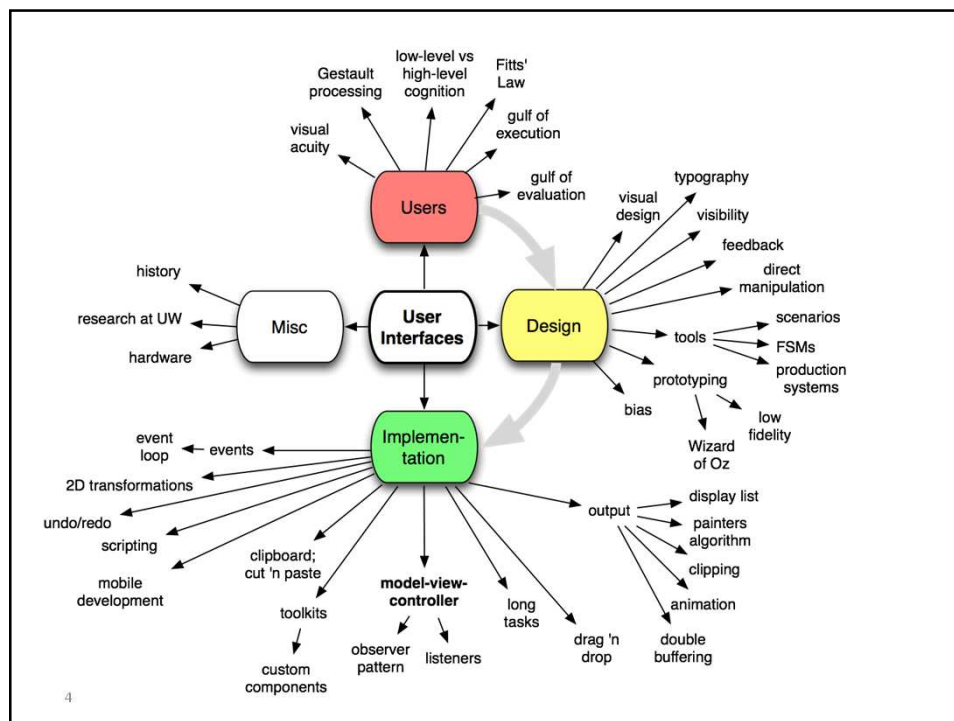 low-level vs
high-level
cognition
Gestault
processing
Fitts'
Law
visual
acuity
gulf of
execution
gulf of
evaluation
Users
typography
visual
design
visibility
feedback
direct
manipulation
history
research at UW
hardware
Misc
User
Interfaces
Design
tools
scenarios
FSMs
production
systems
prototyping
bias
low
fidelity
Wizard
of Oz
Implemen-
tation
event
loop
events
2D transformations
undo/redo
scripting
mobile
development
clipboard;
cut 'n paste
toolkits
custom
components
model-view-
controller
observer
pattern
listeners
long
tasks
drag 'n
drop
output
display list
painters
algorithm
clipping
animation
double
buffering
4